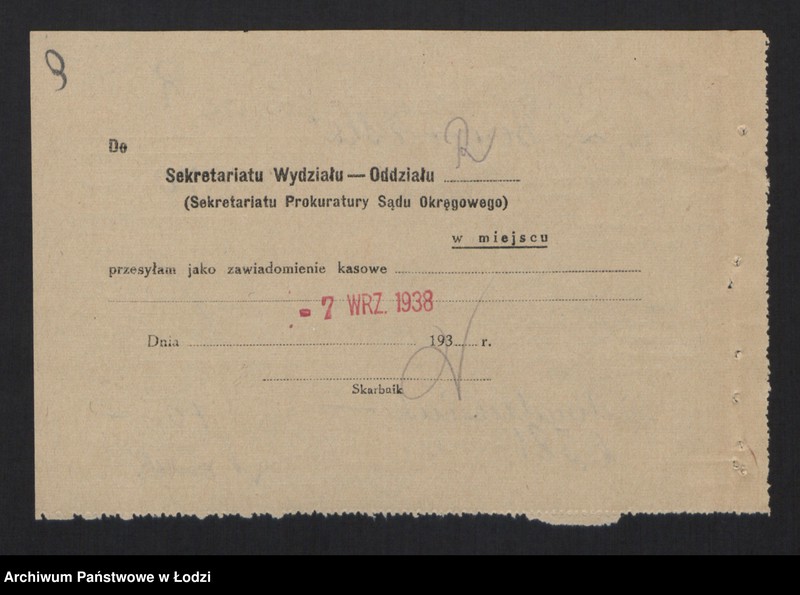 9
Do
Sekretariatu Wydziału — Oddziału R
(Sekretariatu Prokuratury Sądu Okręgowego)
w miejscu
przesyłam jako zawiadomienie kasowe
- 7 WRZ. 1938
Dnia 193 r.
Skarbnik
Archiwum Państwowe w Łodzi